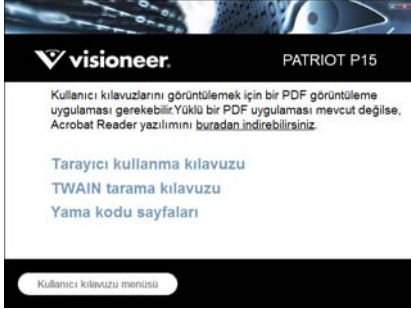 visioneer.
PATRIOT P15
Kullanıcı kılavuzlarını görüntülemek için bir PDF görüntüleme
uygulaması gerekebilir.Yüklü bir PDF uygulaması mevcut değilse,
Acrobat Reader yazılımını buradan indirebilirsiniz.
Tarayıcı kullanma kılavuzu
TWAIN tarama kılavuzu
Yama kodu sayfaları
Kullanıcı kılavuzu menüsü